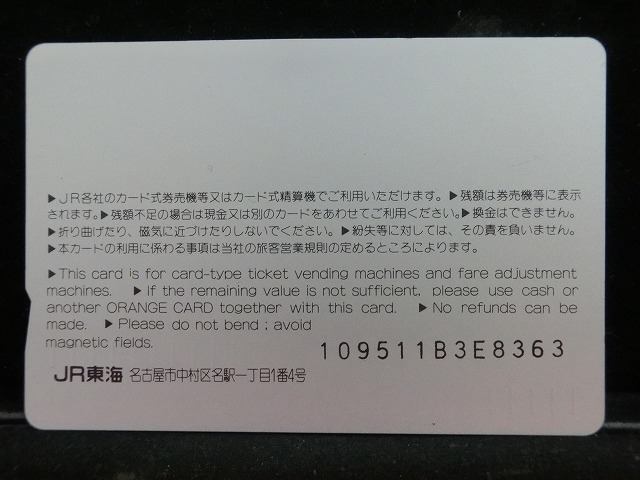 ▶JR各社のカード式券売機等又はカード式精算機でご利用いただけます。▶残額は券売機等に表示
されます。▶残額不足の場合は現金又は別のカードをあわせてご利用ください。▶換金はできません。
▶折り曲げたり、磁気に近づけたりしないでください。▶紛失等に対しては、その責を負いません。
▶本カードの利用に係わる事項は当社の旅客営業規則の定めるところによります。
▶This card is for card-type ticket vending machines and fare adjustment
machines. ▶If the remaining value is not sufficient, please use cash or
another ORANGE CARD together with this card. ▶No refunds can be
made. ▶Please do not bend; avoid
magnetic fields.
109511B3E8363
JR東海 名古屋市中村区名駅一丁目1番4号